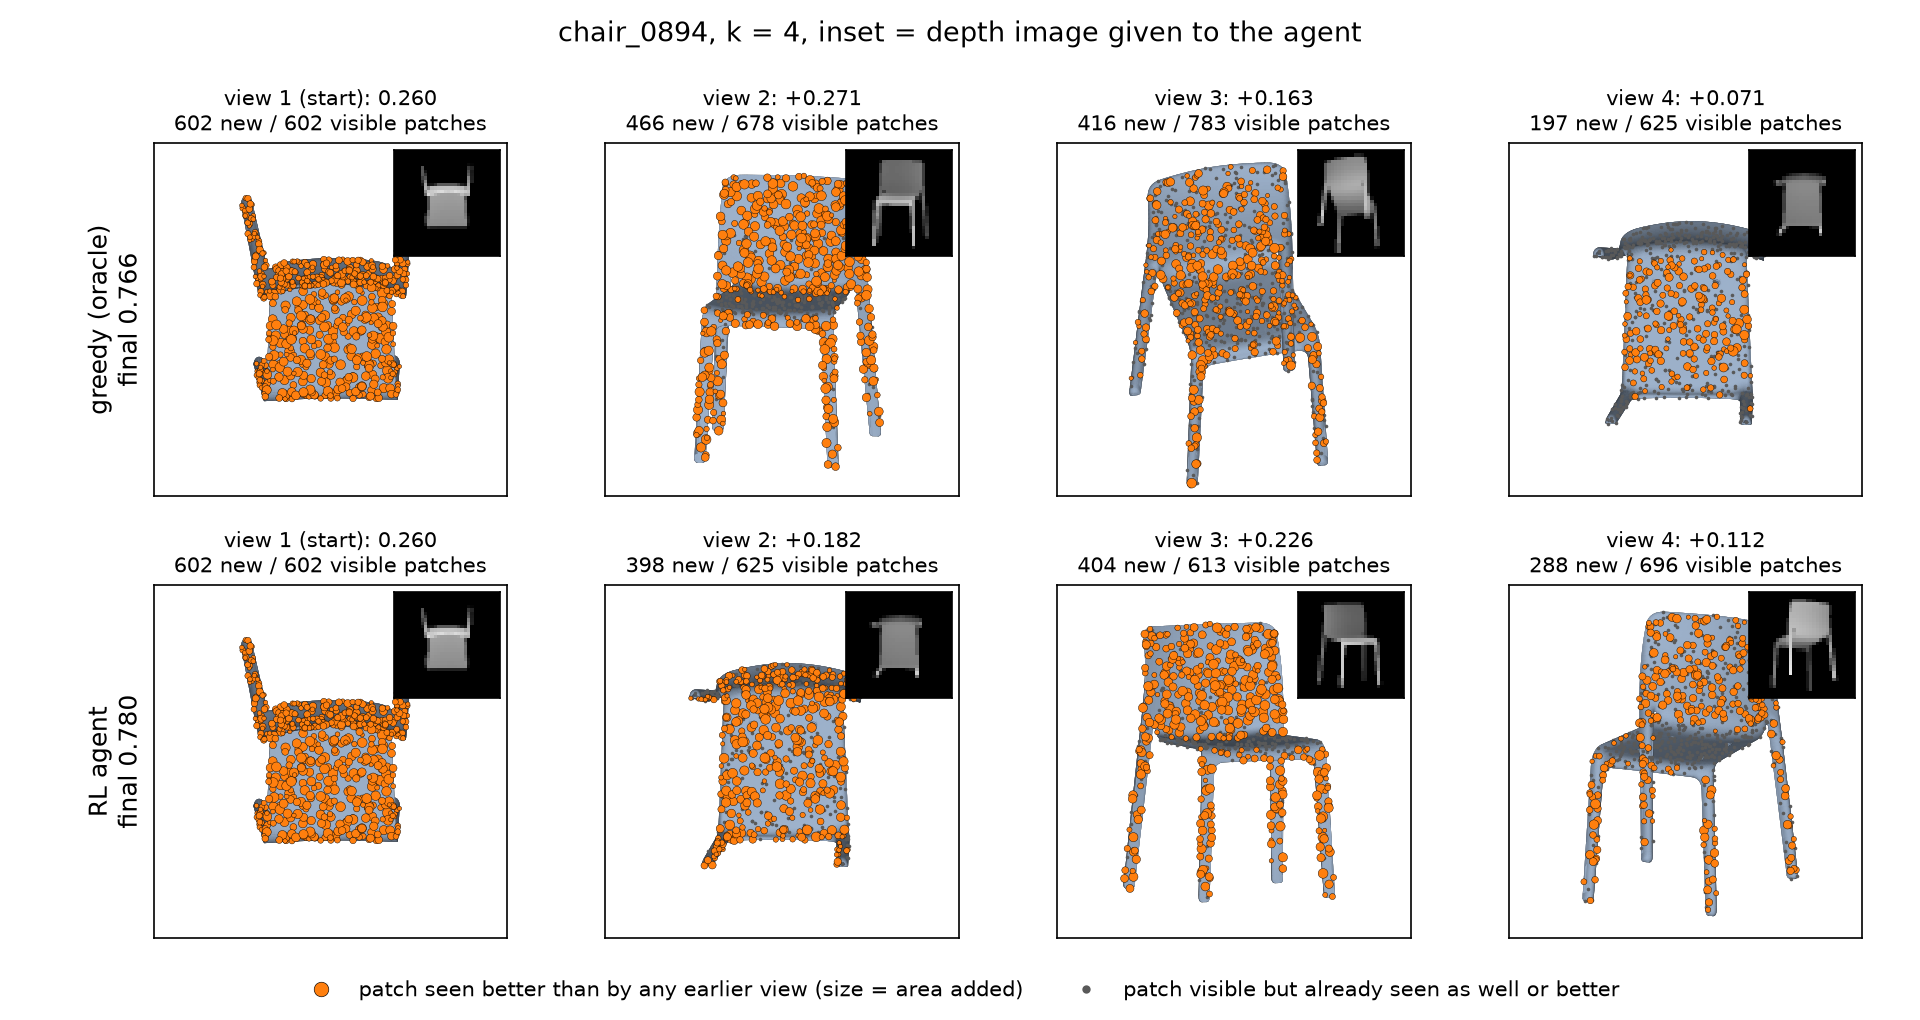 chair_0894, k = 4, inset = depth image given to the agent
view 1 (start): 0.260
602 new / 602 visible patches
view 2: +0.271
466 new / 678 visible patches
view 3: +0.163
416 new / 783 visible patches
view 4: +0.071
197 new / 625 visible patches
greedy (oracle)
final 0.766
view 1 (start): 0.260
602 new / 602 visible patches
view 2: +0.182
398 new / 625 visible patches
view 3: +0.226
404 new / 613 visible patches
view 4: +0.112
288 new / 696 visible patches
RL agent
final 0.780
patch seen better than by any earlier view (size = area added)
patch visible but already seen as well or better